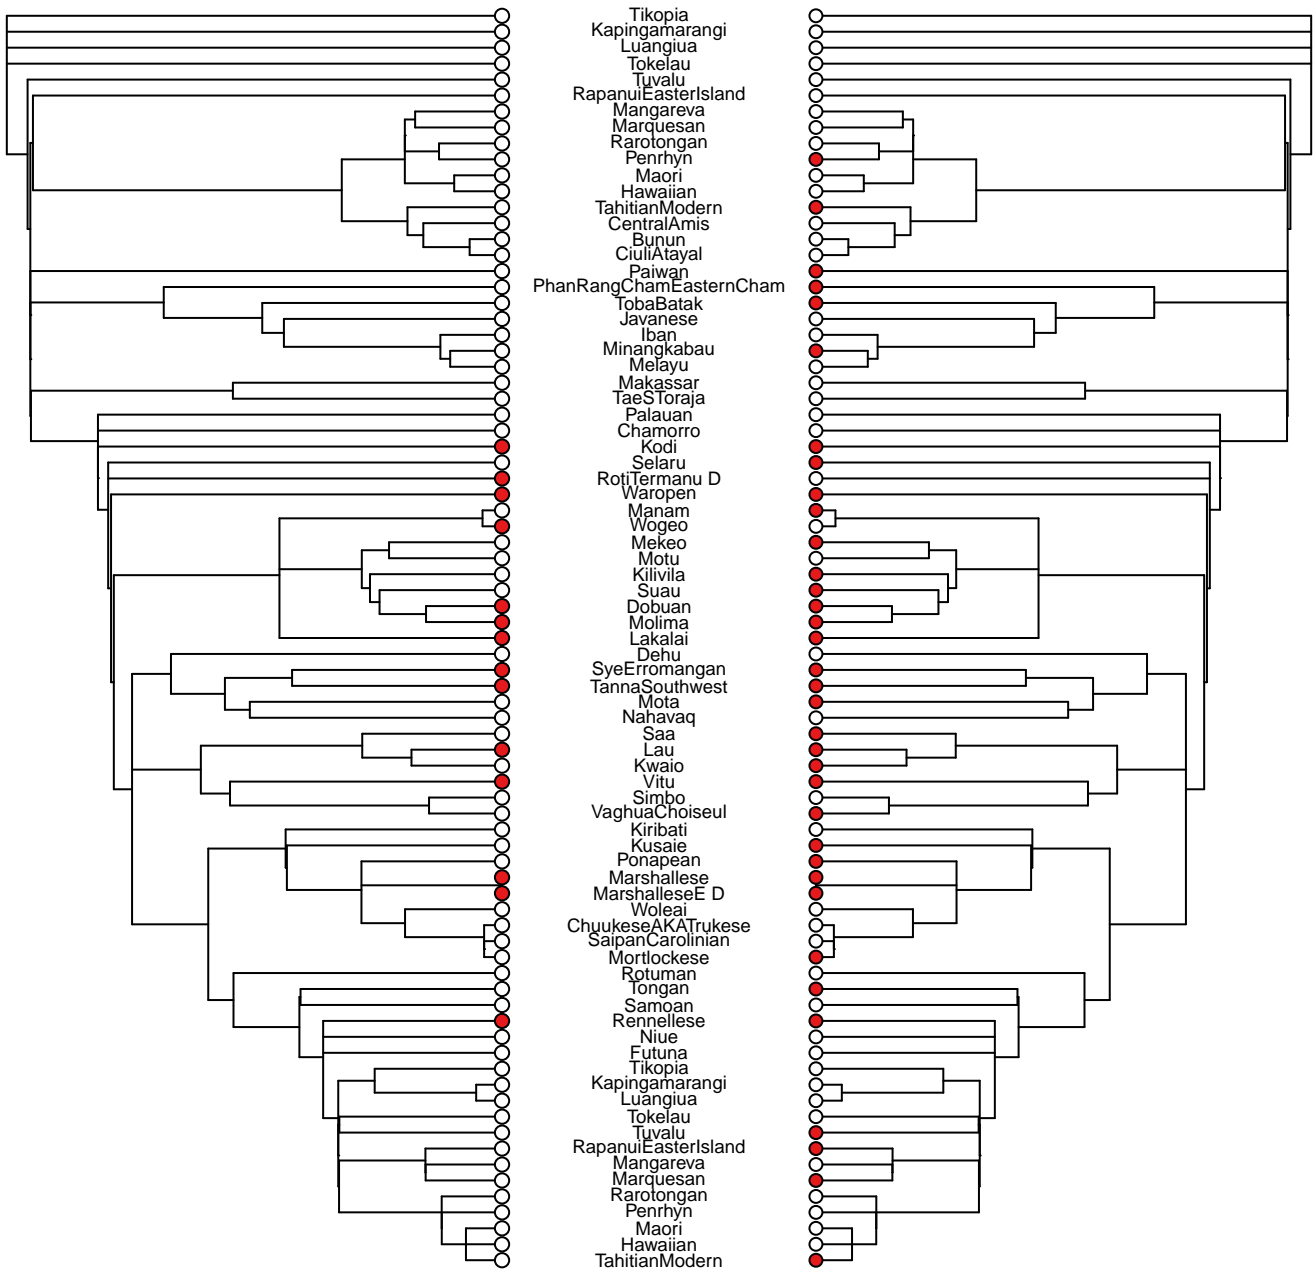 Tikopia
Kapingamarangi
Luangiua
Tokelau
Tuvalu
RapanuiEasterIsland
Mangareva
Marquesan
Rarotongan
Penrhyn
Maori
Hawaiian
TahitianModern
CentralAmis
Bunun
CiuliAtayal
Paiwan
PhanRangChamEasternCham
TobaBatak
Javanese
Iban
Minangkabau
Melayu
Makassar
TaeSToraja
Palauan
Chamorro
Kodi
Selaru
RotiTermanu D
Waropen
Manam
Wogeo
Mekeo
Motu
Kilivila
Suau
Dobuan
Molima
Lakalai
Dehu
SyeErromangan
TannaSouthwest
Mota
Nahavaq
Saa
Lau
Kwaio
Vitu
Simbo
VaghuaChoiseul
Kiribati
Kusaie
Ponapean
Marshallese
MarshalleseE D
Woleai
ChuukeseAKATrukese
SaipanCarolinian
Mortlockese
Rotuman
Tongan
Samoan
Rennellese
Niue
Futuna
Tikopia
Kapingamarangi
Luangiua
Tokelau
Tuvalu
RapanuiEasterIsland
Mangareva
Marquesan
Rarotongan
Penrhyn
Maori
Hawaiian
TahitianModern